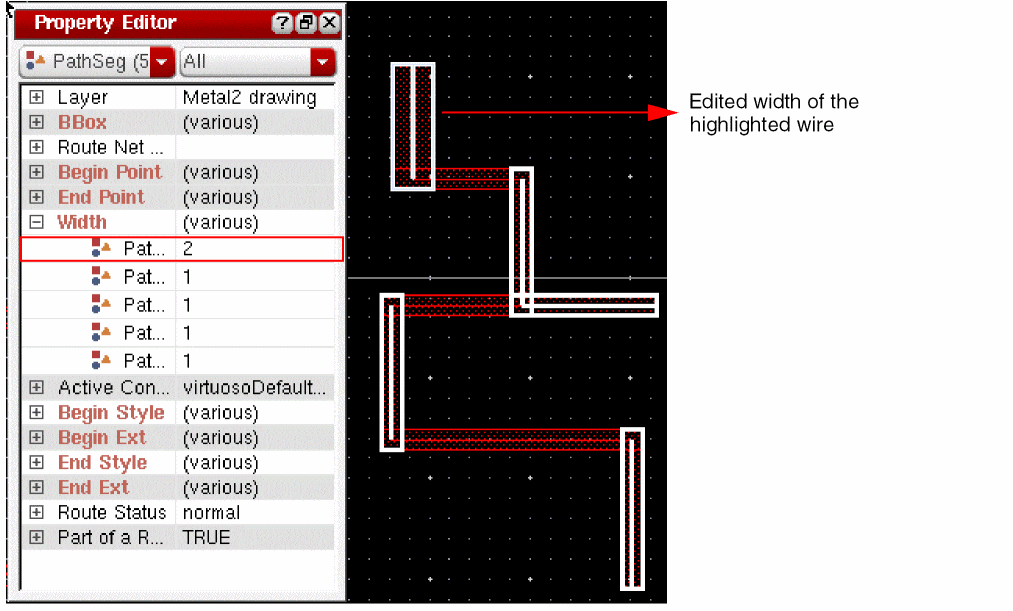 Property Editor
PathSeg (5 All
Layer Metal2 drawing
BBox (various)
Route Net ...
Begin Point (various)
End Point (various)
Width (various)
Pat... 2
Pat... 1
Pat... 1
Pat... 1
Pat... 1
Active Con... virtuosoDefault...
Begin Style (various)
Begin Ext (various)
End Style (various)
End Ext (various)
Route Status normal
Part of a R... TRUE
Edited width of the
highlighted wire